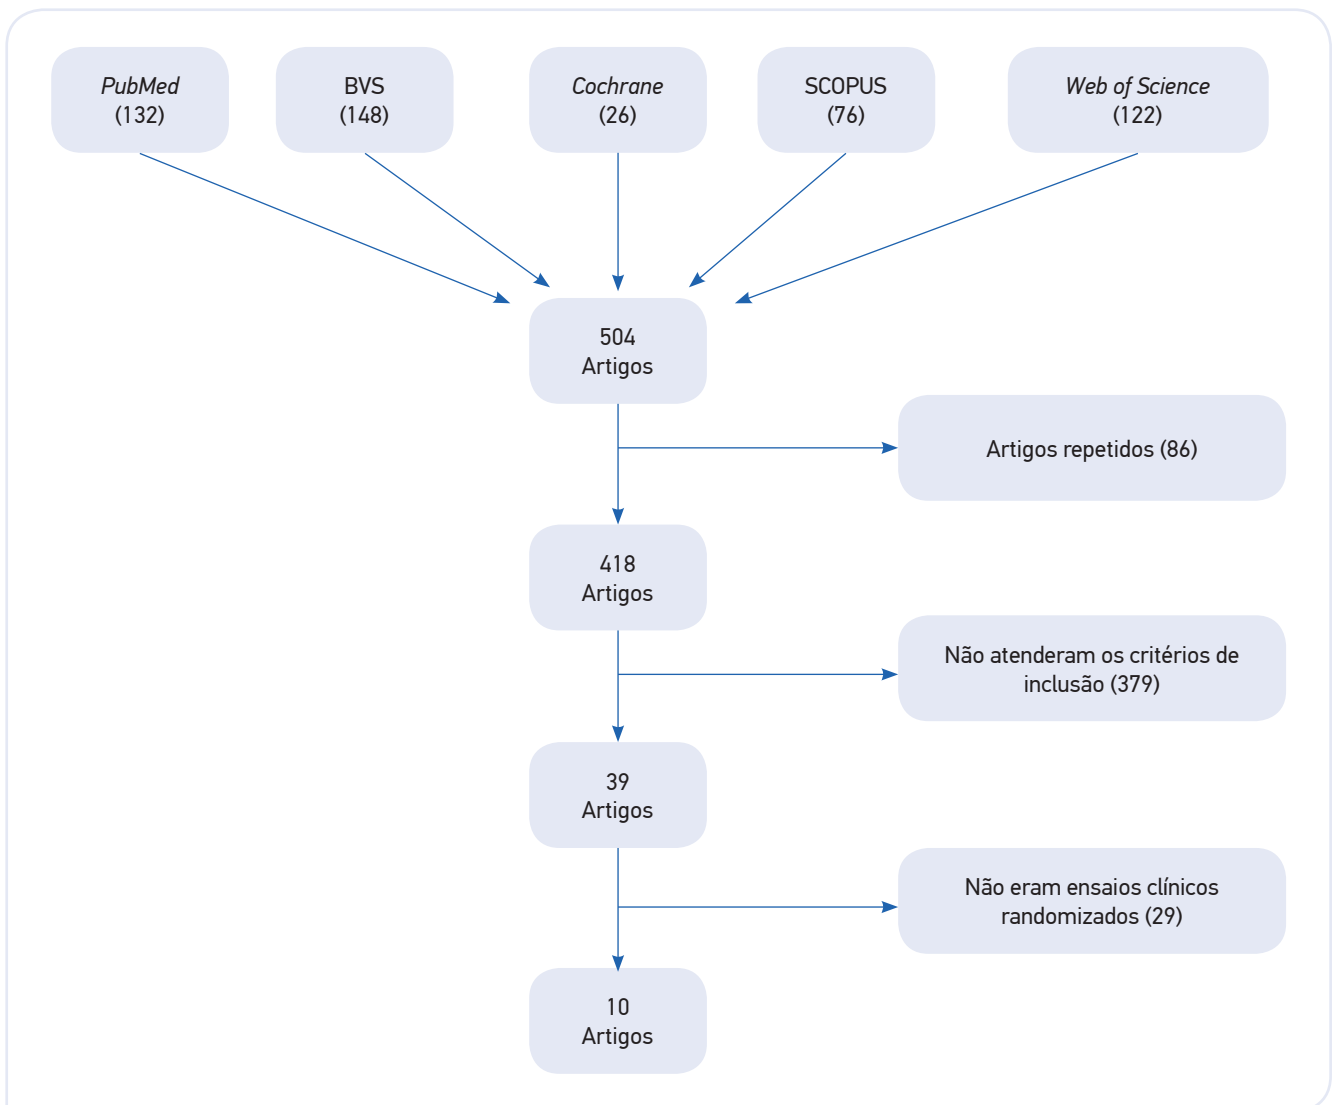 PubMed
(132)
BVS
(148)
Cochrane
(26)
SCOPUS
(76)
Web of Science
(122)
504
Artigos
Artigos repetidos (86)
418
Artigos
Não atenderam os critérios de
inclusão (379)
39
Artigos
Não eram ensaios clínicos
randomizados (29)
10
Artigos